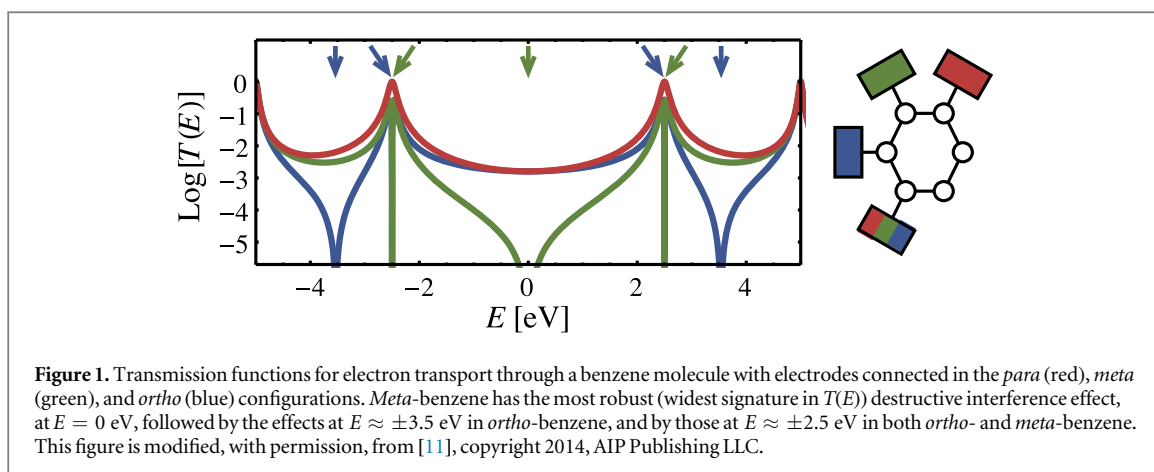 0
−1
−2
−3
−4
−5
Log[T(E)]
−4 −2 0 2 4
E [eV]
Figure 1. Transmission functions for electron transport through a benzene molecule with electrodes connected in the para (red), meta
(green), and ortho (blue) configurations. Meta-benzene has the most robust (widest signature in T(E)) destructive interference effect,
at E = 0 eV, followed by the effects at E ≈ ±3.5 eV in ortho-benzene, and by those at E ≈ ±2.5 eV in both ortho- and meta-benzene.
This figure is modified, with permission, from [11], copyright 2014, AIP Publishing LLC.